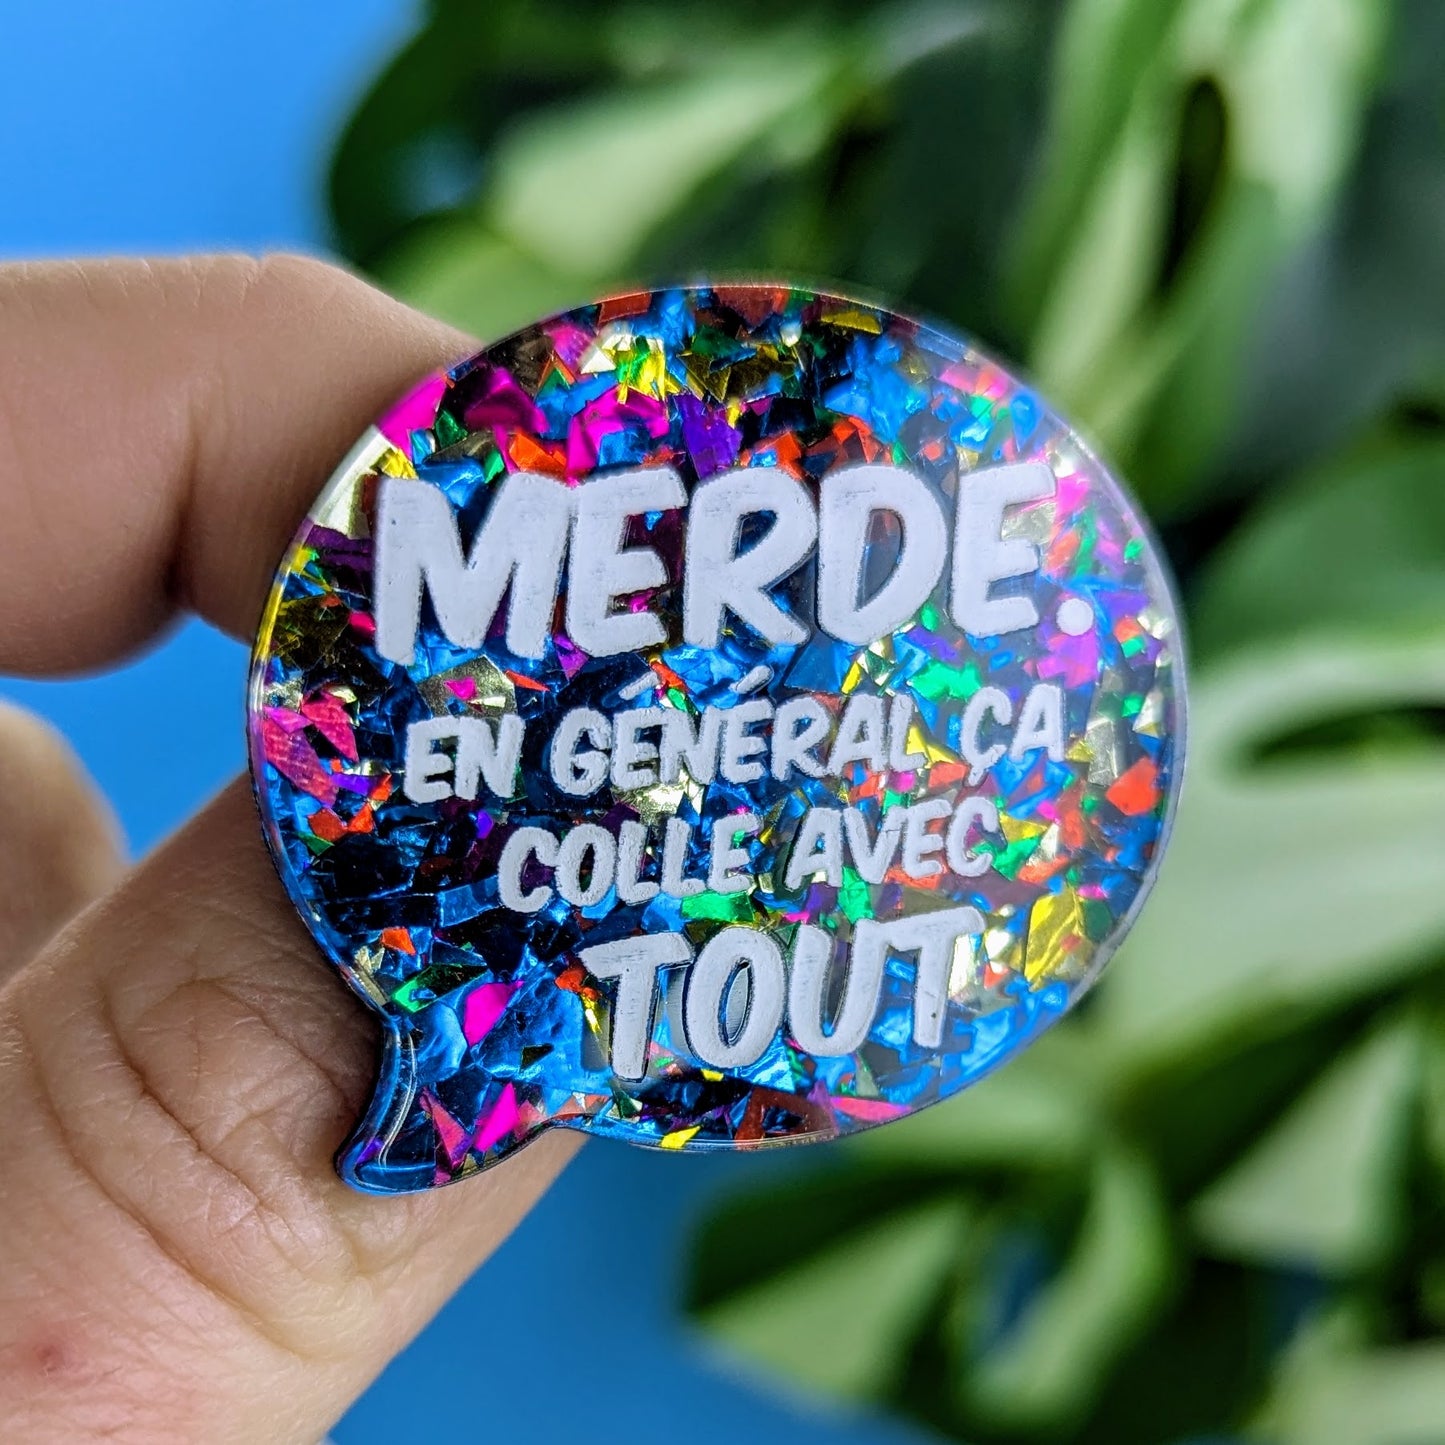 MERDE.
EN GÉNÉRAL ÇA
COLLE AVEC
TOUT